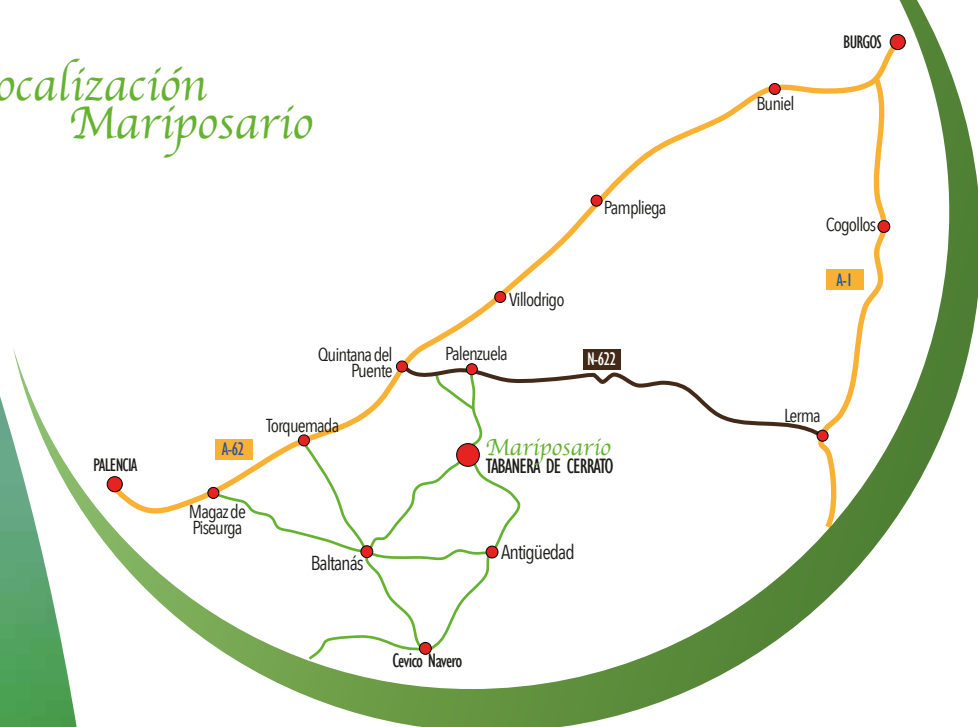 ocalización
Mariposario
BURGOS
Buniel
Pampliega
Cogollos
A-1
Villodrigo
Quintana del
Puente
Palenzuela
N-622
Lerma
Torquemada
A-62
Mariposario
TABANERA DE CERRATO
PALENCIA
Magaz de
Piseurga
Baltanás
Antigüedad
Cevico Navero